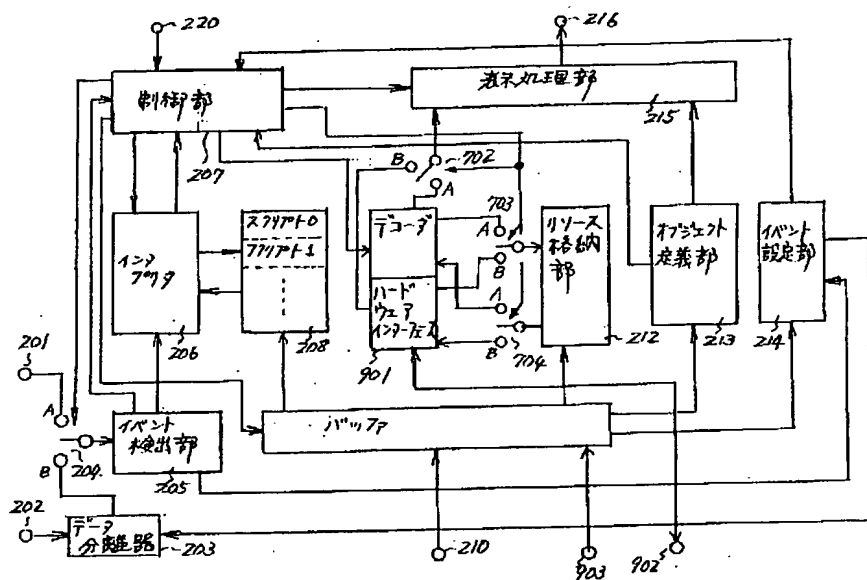 220
216
制御部
表示処理部
207
215
B
702
A
703
スクリプト0
スクリプト1
インタ
プリタ
デコーダ
ハード
ウェア
インターフェース
A
B
A
B
リソース
格納
部
オブジェクト
定義部
イベント
設定部
206
208
901
704
212
213
214
201
A
B
204
イベント
検出部
205
バッファ
202
データ
分離器
203
210
903
902